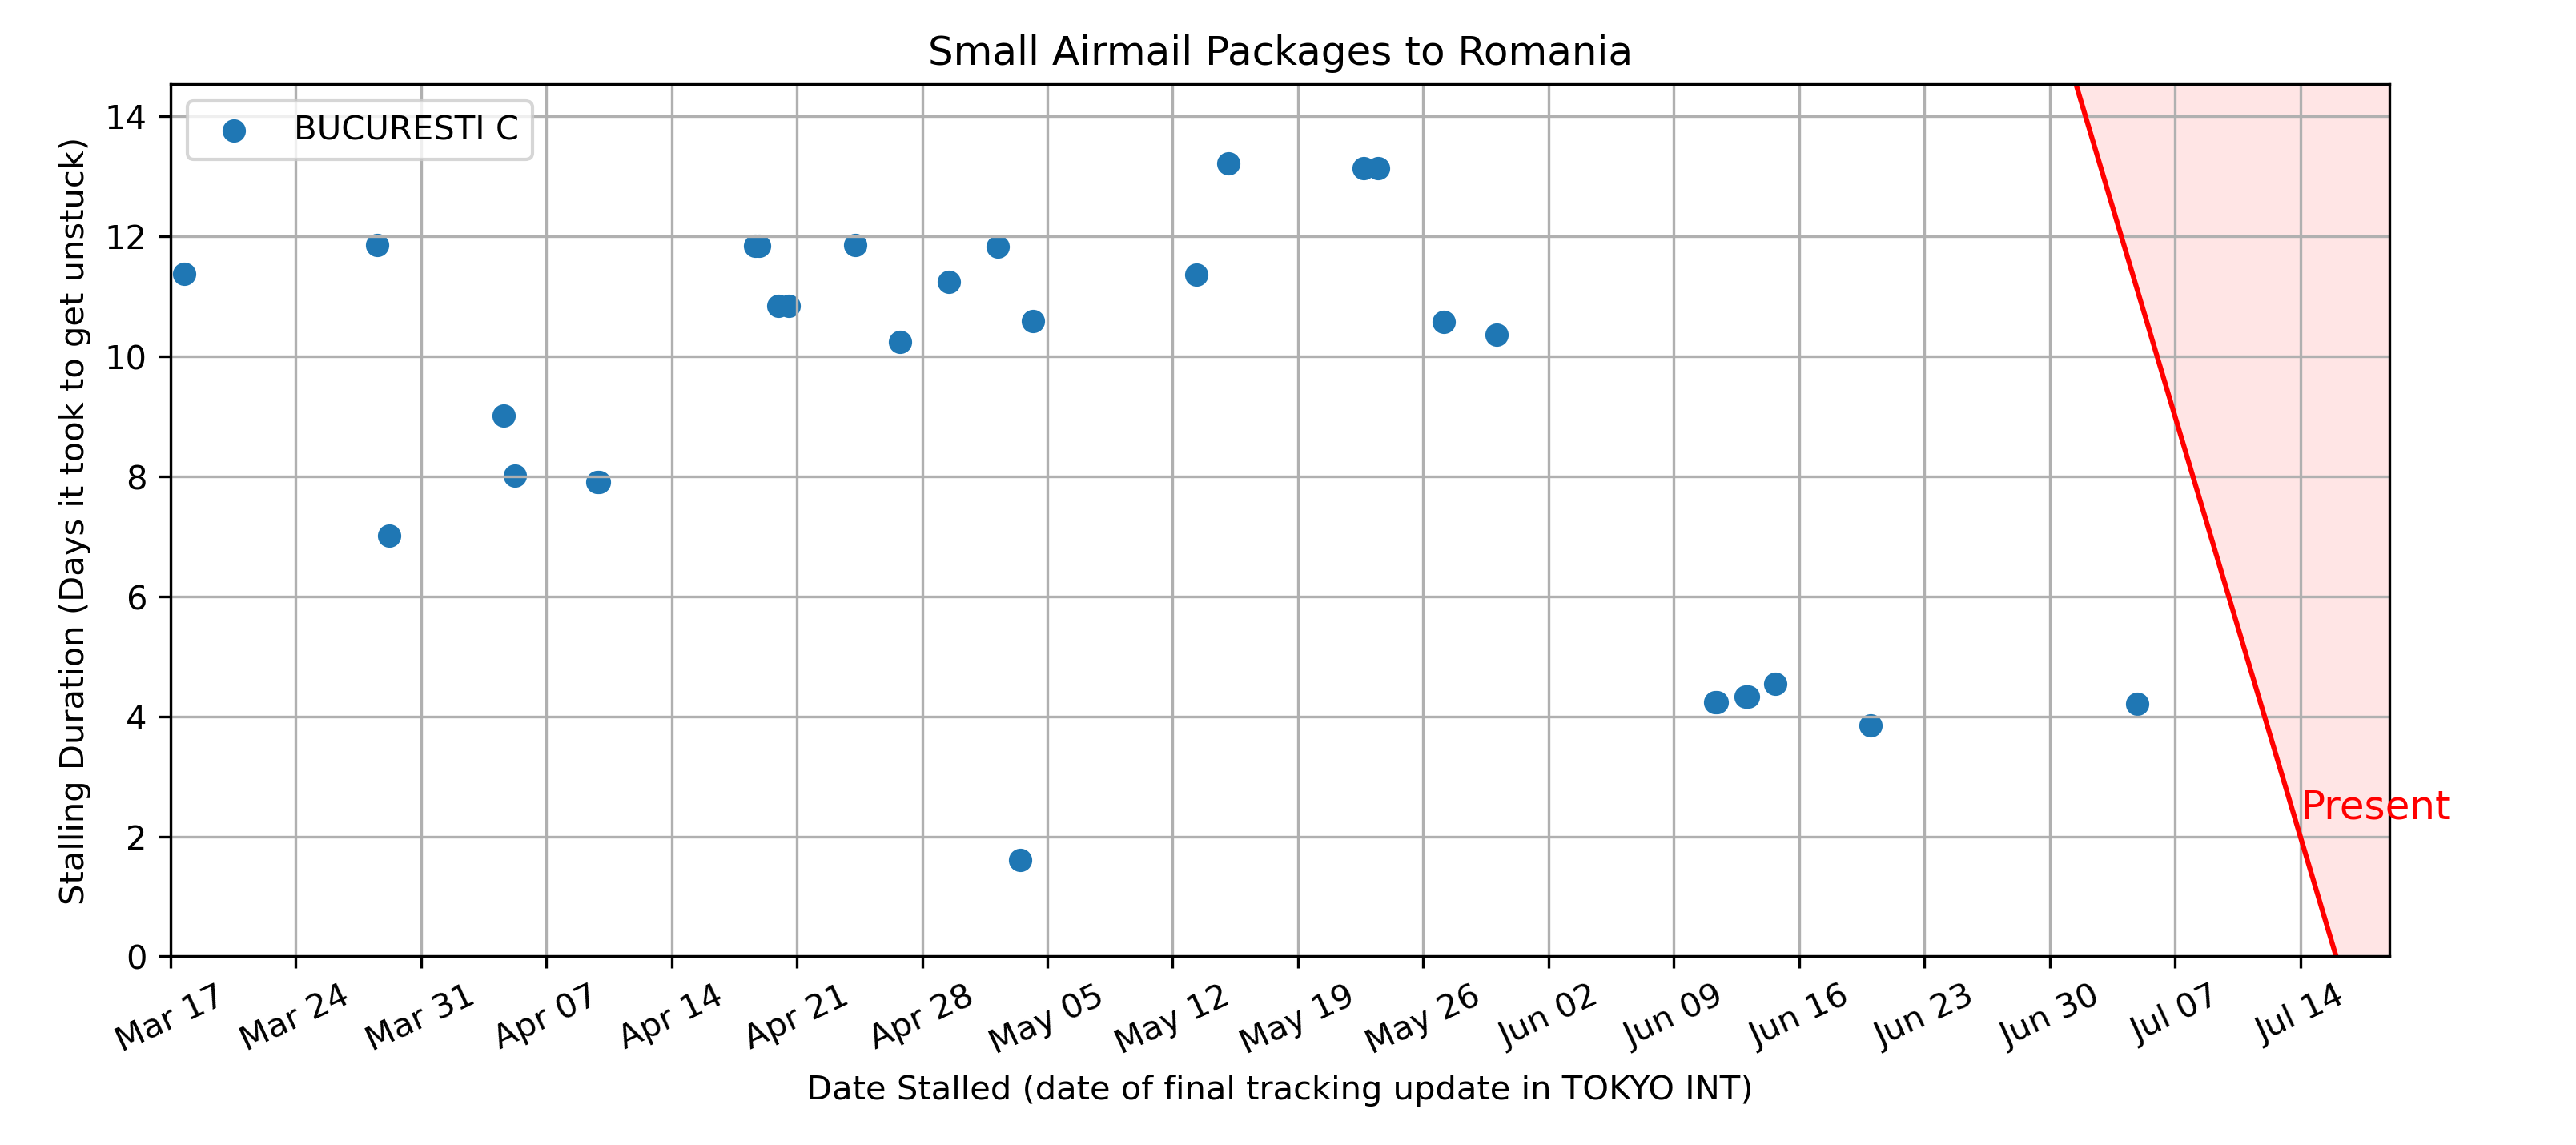 Small Airmail Packages to Romania
BUCURESTI C
Stalling Duration (Days it took to get unstuck)
14
12
10
8
6
4
2
0
Present
Mar 17
Mar 24
Mar 31
Apr 07
Apr 14
Apr 21
Apr 28
May 05
May 12
May 19
May 26
Jun 02
Jun 09
Jun 16
Jun 23
Jun 30
Jul 07
Jul 14
Date Stalled (date of final tracking update in TOKYO INT)